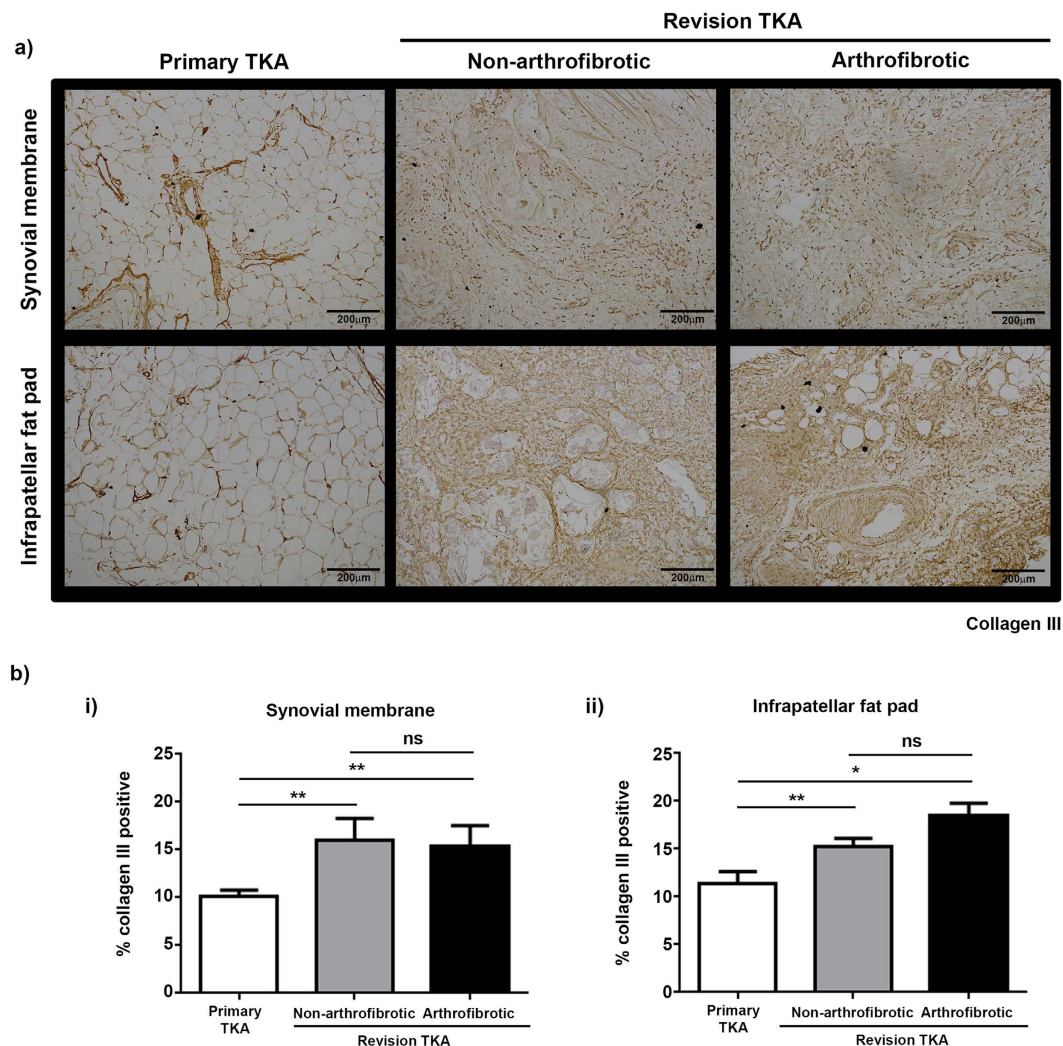 Revision TKA
a)
Primary TKA
Non-arthrofibrotic
Arthrofibrotic
Synovial membrane
200μm
200μm
200μm
Infrapatellar fat pad
200μm
200μm
200μm
Collagen III
b)
i)
Synovial membrane
ns
**
**
% collagen III positive
25
20
15
10
5
0
Primary
TKA
Non-arthrofibrotic
Arthrofibrotic
Revision TKA
ii)
Infrapatellar fat pad
ns
*
**
% collagen III positive
25
20
15
10
5
0
Primary
TKA
Non-arthrofibrotic
Arthrofibrotic
Revision TKA